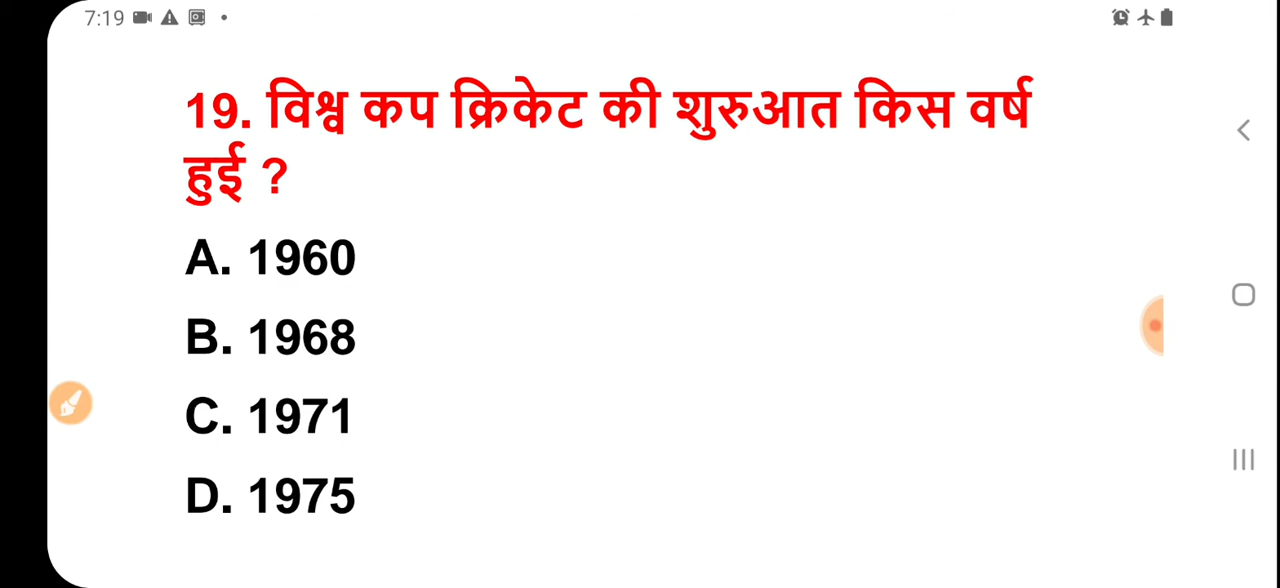 7:19
19. विश्व कप क्रिकेट की शुरुआत किस वर्ष
हुई ?
A. 1960
B. 1968
C. 1971
D. 1975